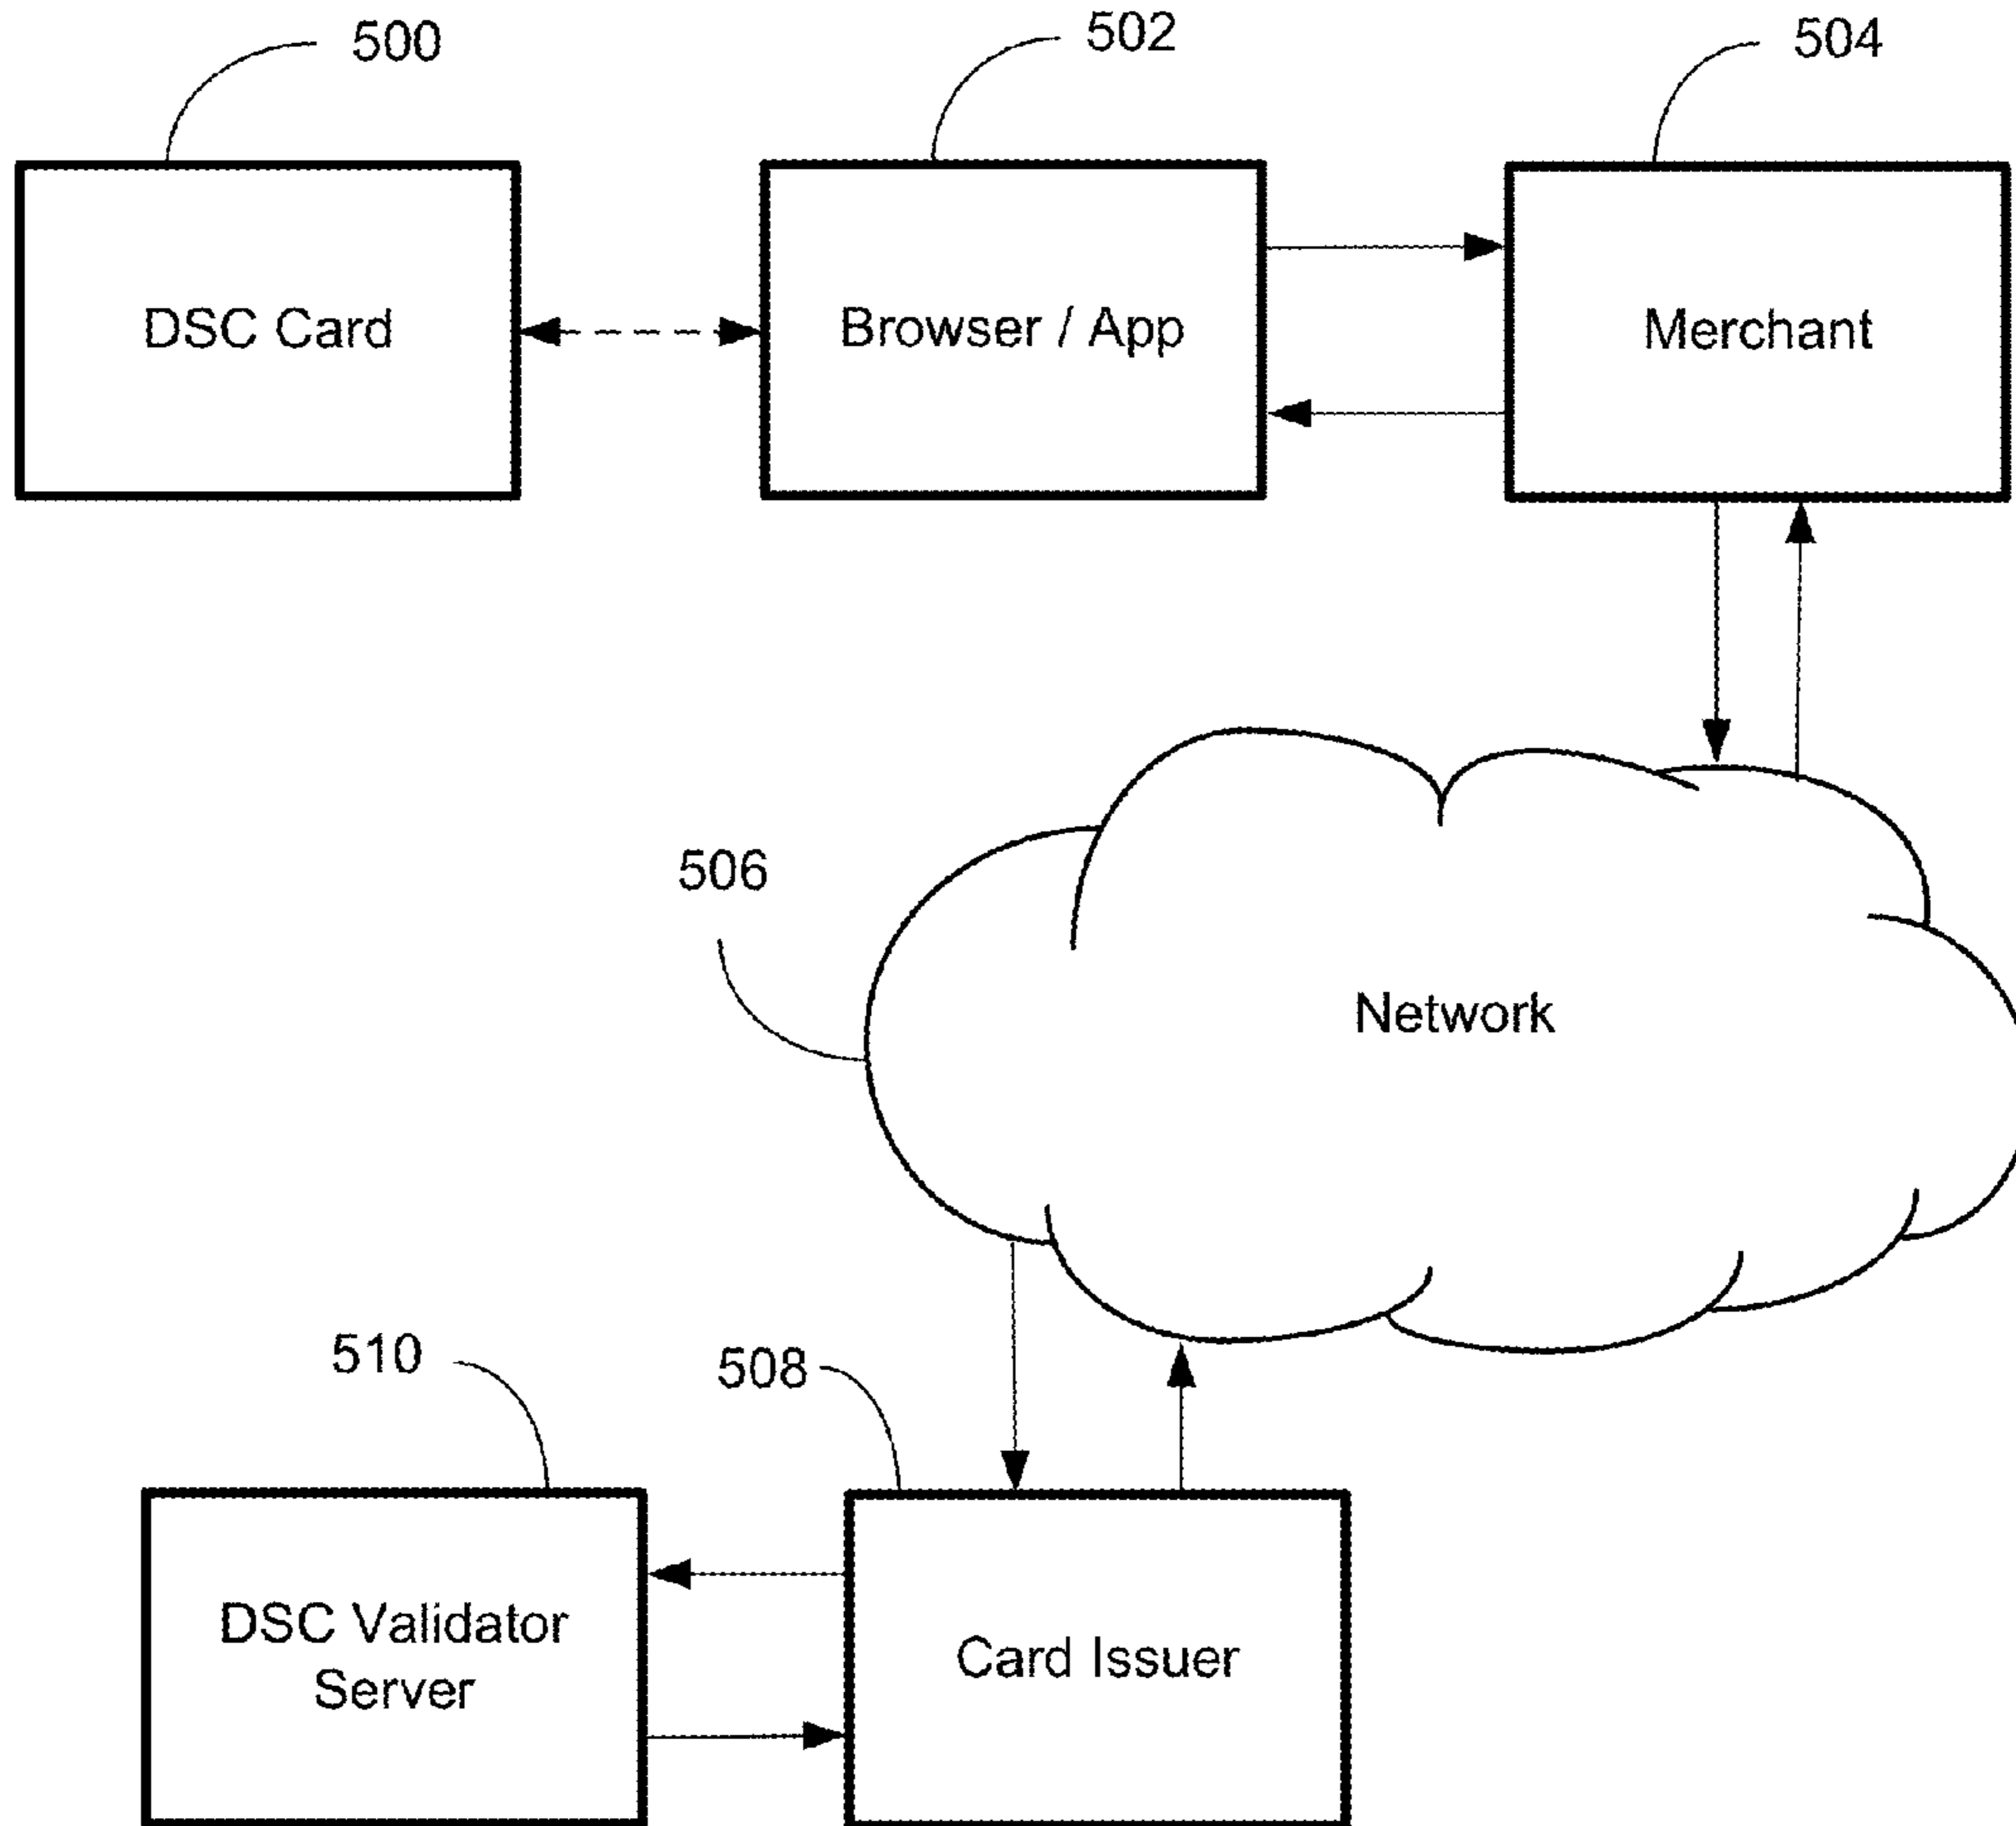 500
502
504
DSC Card
Browser / App
Merchant
506
Network
510
508
DSC Validator
Server
Card Issuer